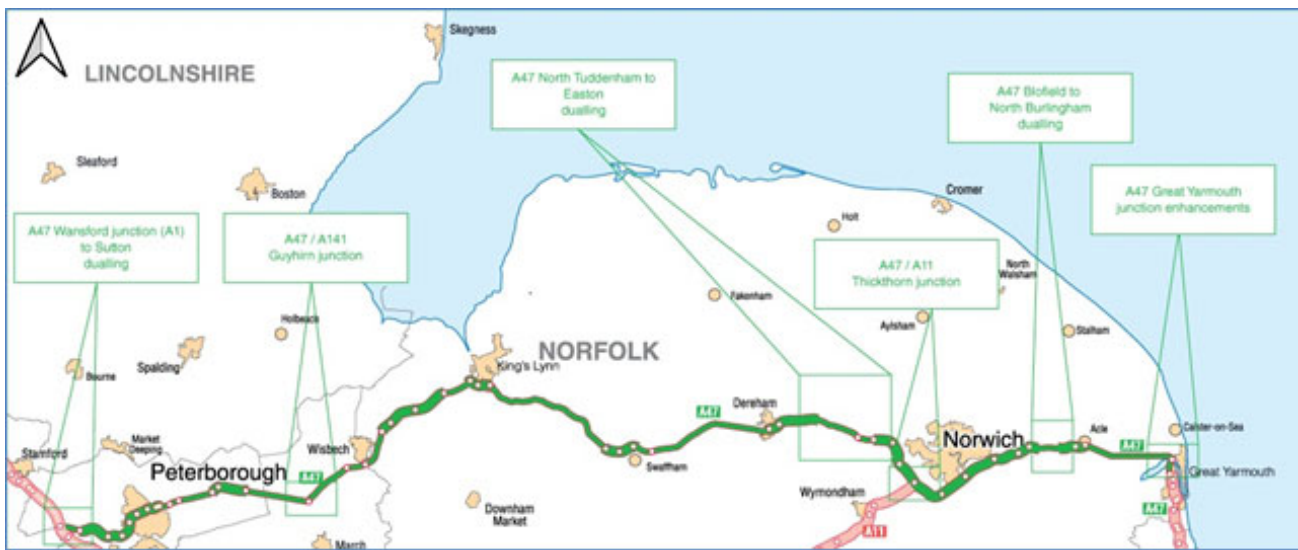 Skegness
LINCOLNSHIRE
A47 North Tuddenham to
Easton
dualling
A47 Blofield to
North Burlingham
dualling
Sleaford
Boston
Cromer
A47 Great Yarmouth
junction enhancements
A47 Wansford junction (A1)
to Sutton
dualling
A47 / A141
Guyhirn junction
Holt
A47 / A11
Thickthorn junction
North
Walsham
Fakenham
Holbeach
Aylsham
Stalham
Spalding
NORFOLK
King's Lynn
Bourne
Dereham
A47
Market
Deeping
Wisbech
Norwich
Acle
Caister-on-Sea
A47
Stamford
Peterborough
A47
Swaffham
Great Yarmouth
Wymondham
Downham
Market
A47
A11
March